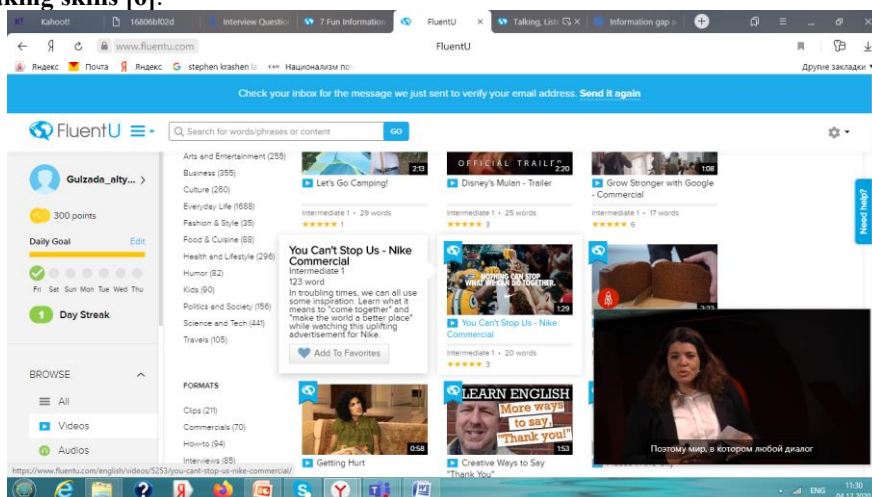 king skills [6].
Kahoot!
16806bf02d
Interview Question
7 Fun Information
FluentU
Talking, List
Information gap a
www.fluentu.com
FluentU
Яндекс
Почта
Яндекс
stephen krashen la
Национализм по
Другие закладки
Check your inbox for the message we just sent to verify your email address. Send it again
FluentU
Search for words/phrases or content
GO
Gulzada_alty...
300 points
Daily Goal
Edit
Fri Sat Sun Mon Tue Wed Thu
1 Day Streak
BROWSE
All
Videos
Audios
Arts and Entertainment (255)
Business (355)
Culture (260)
Everyday Life (1688)
Fashion & Style (35)
Food & Cuisine (88)
Health and Lifestyle (296)
Humor (82)
Kids (90)
Politics and Society (156)
Science and Tech (441)
Travels (105)
FORMATS
Clips (211)
Commercials (70)
How-to (94)
Interviews (85)
2:13
Let's Go Camping!
Intermediate 1 • 29 words
1
OFFICIAL TRAILER
2:20
Disney's Mulan - Trailer
Intermediate 1 • 25 words
3
1:08
Grow Stronger with Google
- Commercial
Intermediate 1 • 17 words
6
Need help?
You Can't Stop Us - Nike
Commercial
Intermediate 1
123 word
In troubling times, we can all use
some inspiration. Learn what it
means to "come together" and
"make the world a better place"
while watching this uplifting
advertisement for Nike.
Add To Favorites
NOTHING CAN STOP
WHAT WE CAN DO TOGETHER.
1:29
You Can't Stop Us - Nike
Commercial
Intermediate 1 • 20 words
3
0:58
Getting Hurt
LEARN ENGLISH
More ways
to say,
"Thank you!"
1:53
Creative Ways to Say
"Thank You"
Поэтому мир, в котором любой диалог
https://www.fluentu.com/english/videos/5253/you-cant-stop-us-nike-commercial/
ENG
11:30
04.12.2020